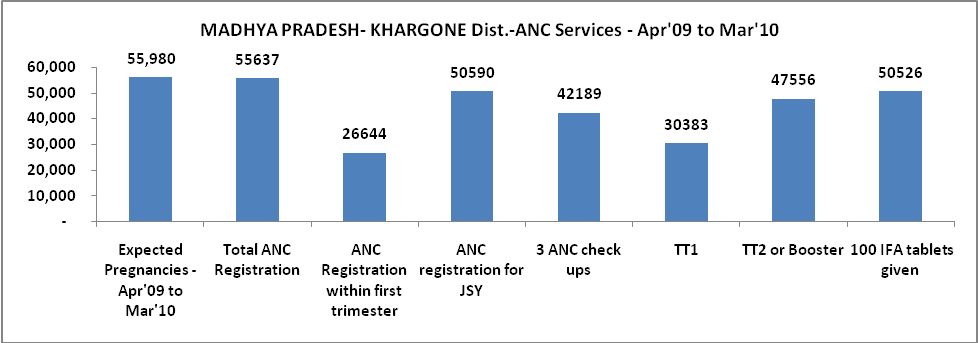 MADHYA PRADESH- KHARGONE Dist.-ANC Services - Apr'09 to Mar'10
60,000
50,000
40,000
30,000
20,000
10,000
-
55,980
55637
26644
50590
42189
30383
47556
50526
Expected
Pregnancies -
Apr'09 to
Mar'10
Total ANC
Registration
ANC
Registration
within first
trimester
ANC
registration for
JSY
3 ANC check
ups
TT1
TT2 or Booster
100 IFA tablets
given